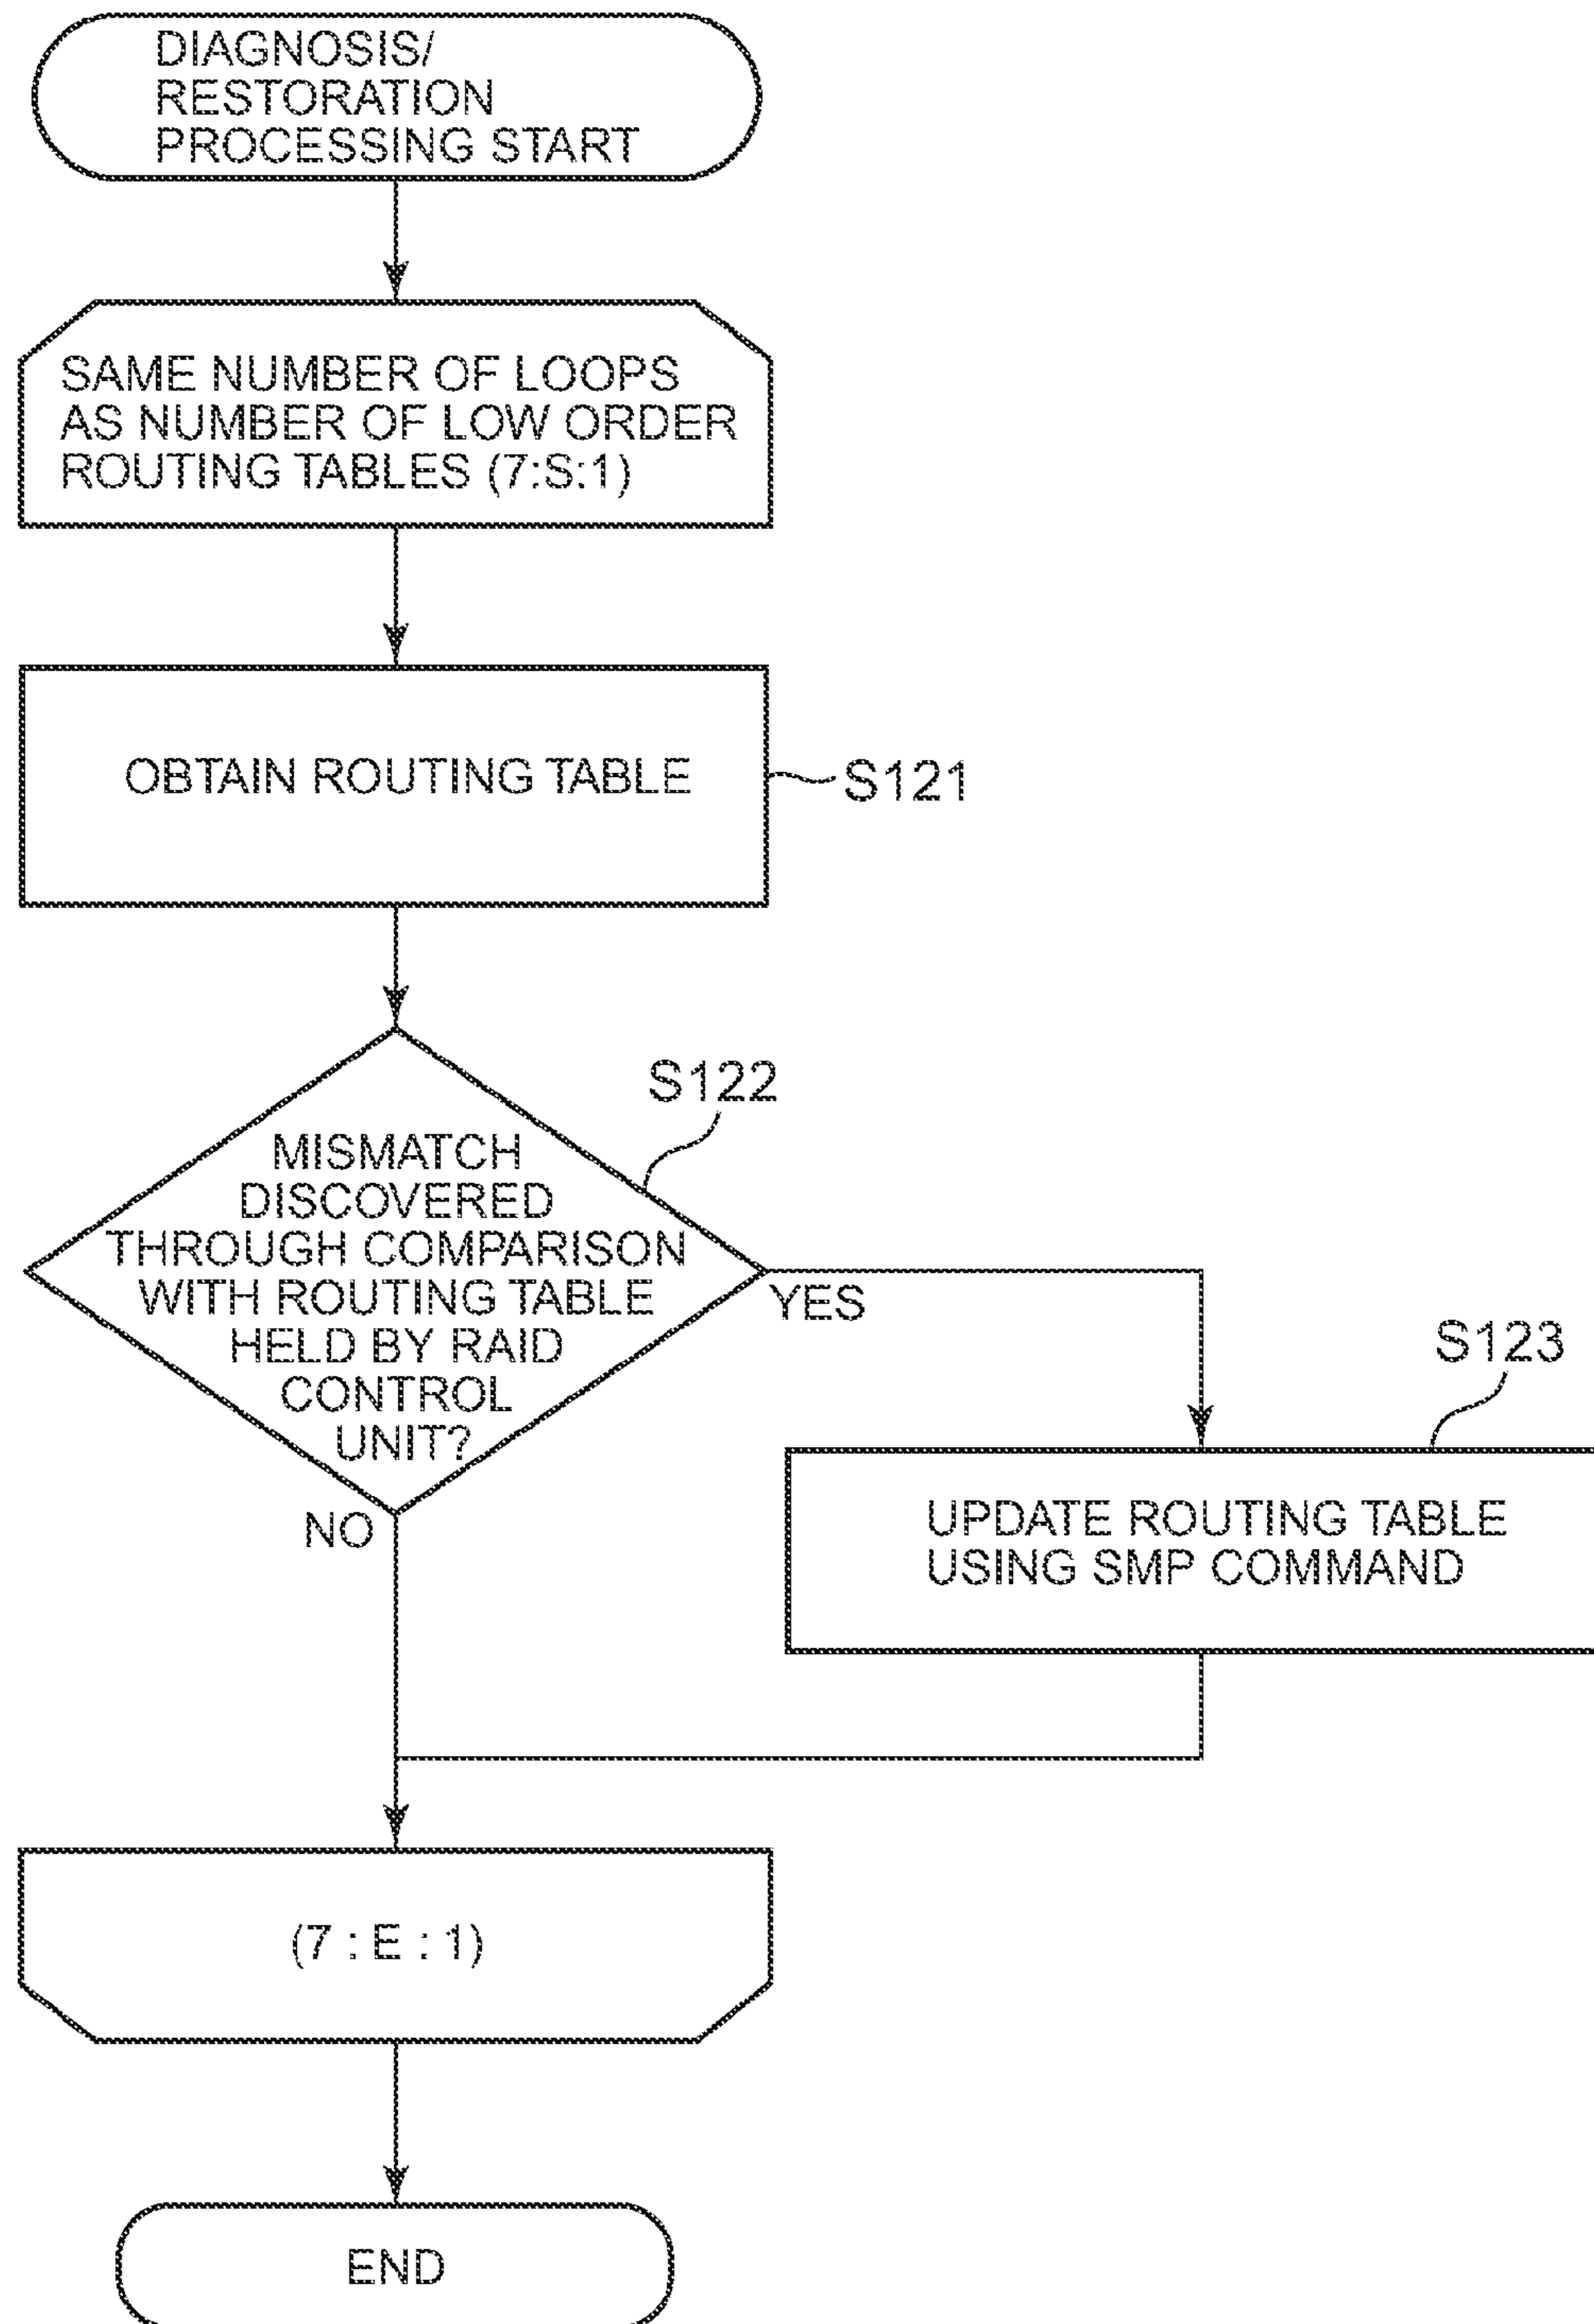 DIAGNOSIS/
RESTORATION
PROCESSING START
SAME NUMBER OF LOOPS
AS NUMBER OF LOW ORDER
ROUTING TABLES (7:S:1)
OBTAIN ROUTING TABLE
S121
S122
MISMATCH
DISCOVERED
THROUGH COMPARISON
WITH ROUTING TABLE
HELD BY RAID
CONTROL
UNIT?
YES
NO
S123
UPDATE ROUTING TABLE
USING SMP COMMAND
(7 : E : 1)
END